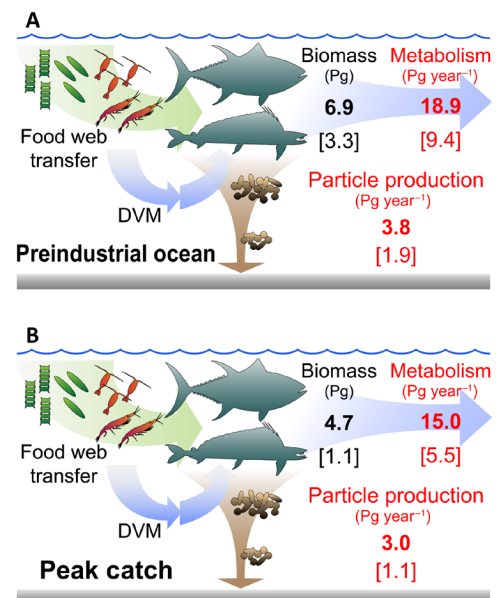 A
Biomass
(Pg)
Metabolism
(Pg year⁻¹)
6.9
18.9
[3.3]
[9.4]
Food web
transfer
Particle production
(Pg year⁻¹)
3.8
[1.9]
DVM
Preindustrial ocean
B
Biomass
(Pg)
Metabolism
(Pg year⁻¹)
4.7
15.0
[1.1]
[5.5]
Food web
transfer
Particle production
(Pg year⁻¹)
3.0
[1.1]
DVM
Peak catch